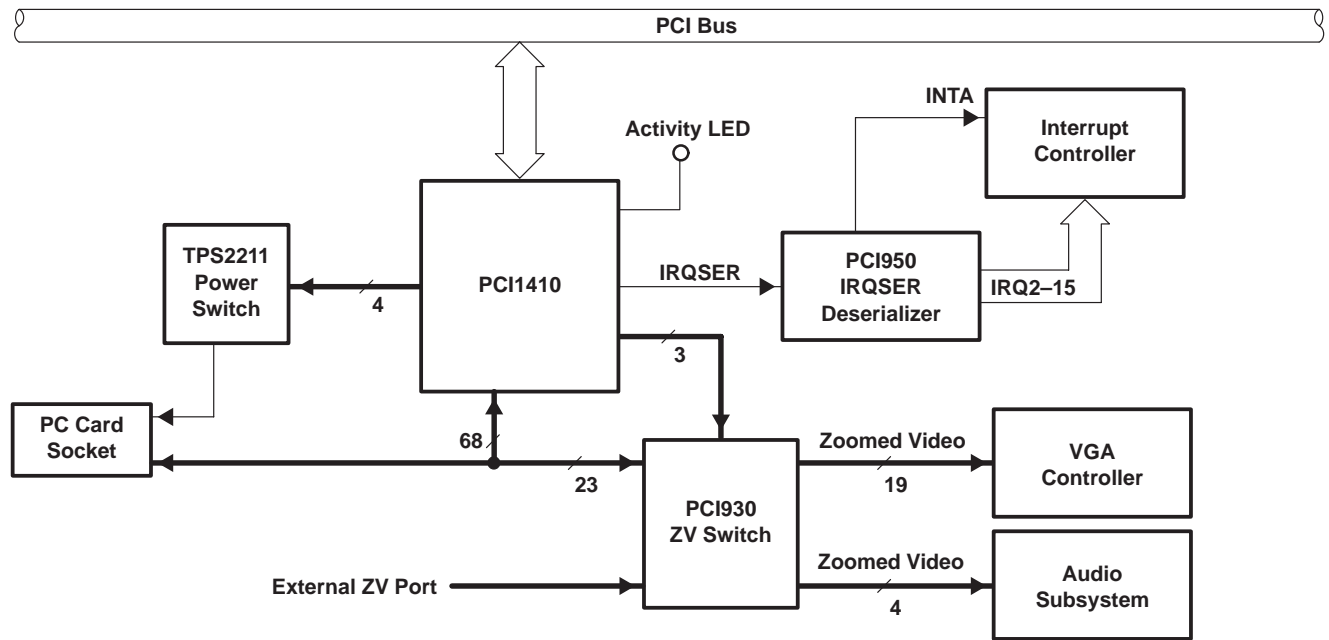 PCI Bus
Activity LED
INTA
Interrupt
Controller
TPS2211
Power
Switch
4
PCI1410
IRQSER
PCI950
IRQSER
Deserializer
IRQ2–15
3
PC Card
Socket
68
23
PCI930
ZV Switch
Zoomed Video
19
VGA
Controller
External ZV Port
Zoomed Video
4
Audio
Subsystem